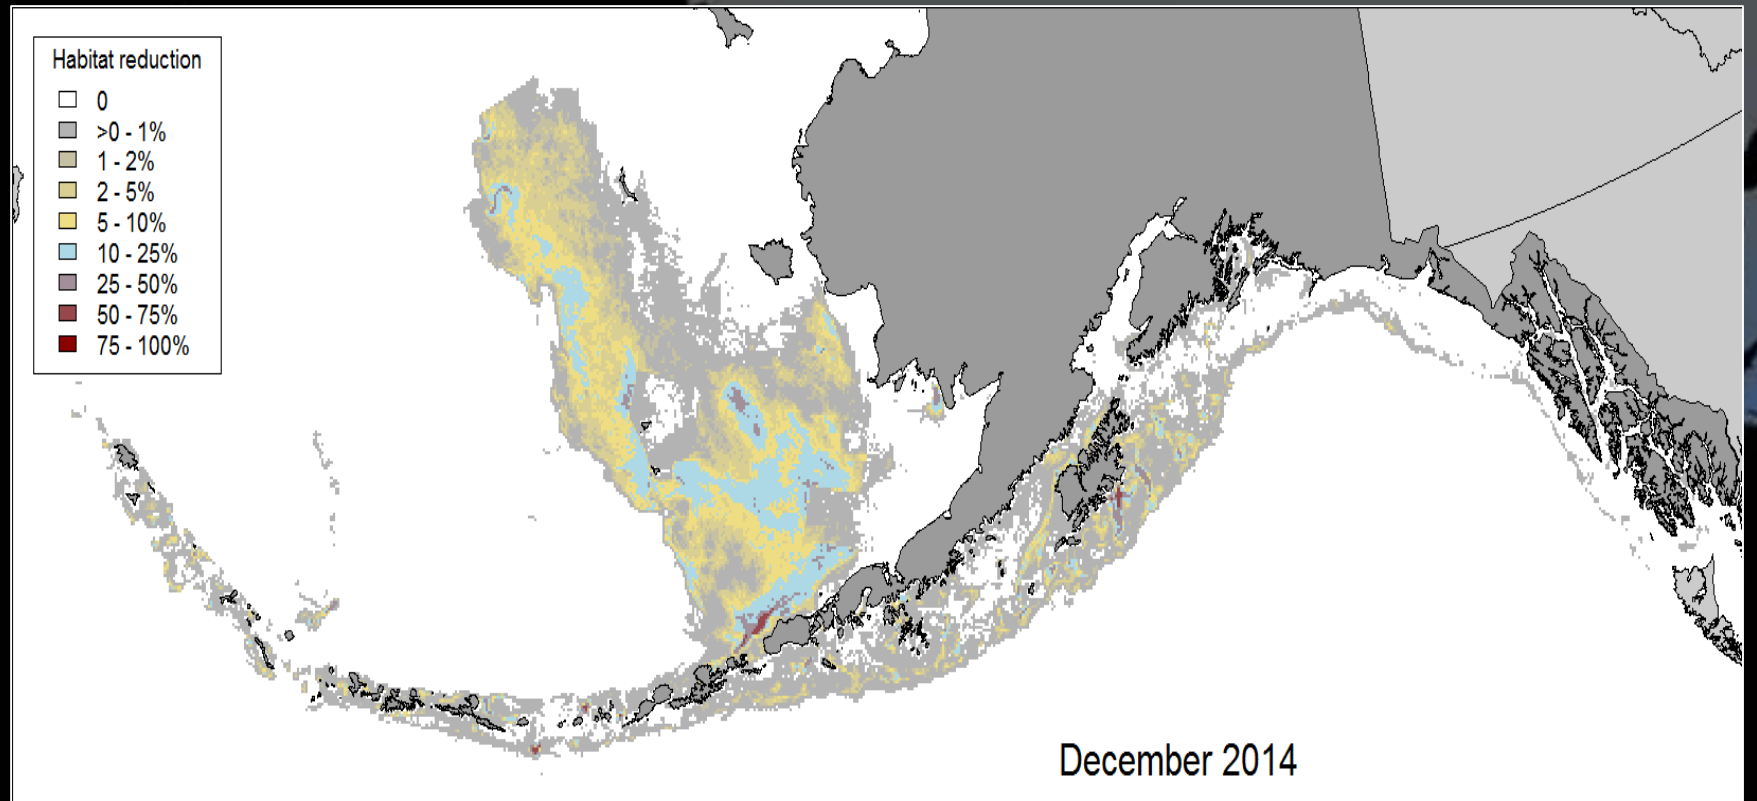 Habitat reduction
0
>0 - 1%
1 - 2%
2 - 5%
5 - 10%
10 - 25%
25 - 50%
50 - 75%
75 - 100%
December 2014